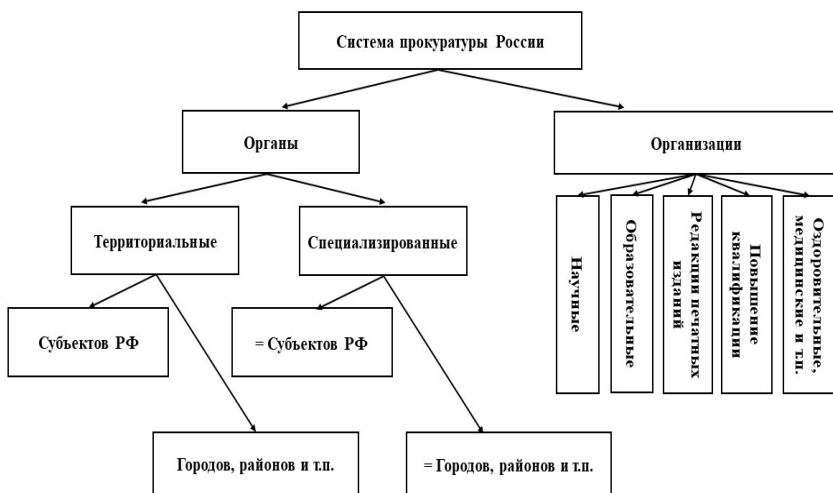 Система прокуратуры России
Органы
Организации
Территориальные
Специализированные
Субъектов РФ
= Субъектов РФ
Городов, районов и т.п.
= Городов, районов и т.п.
Научные
Образовательные
Редакции печатных
изданий
Повышение
квалификации
Оздоровительные,
медицинские и т.п.